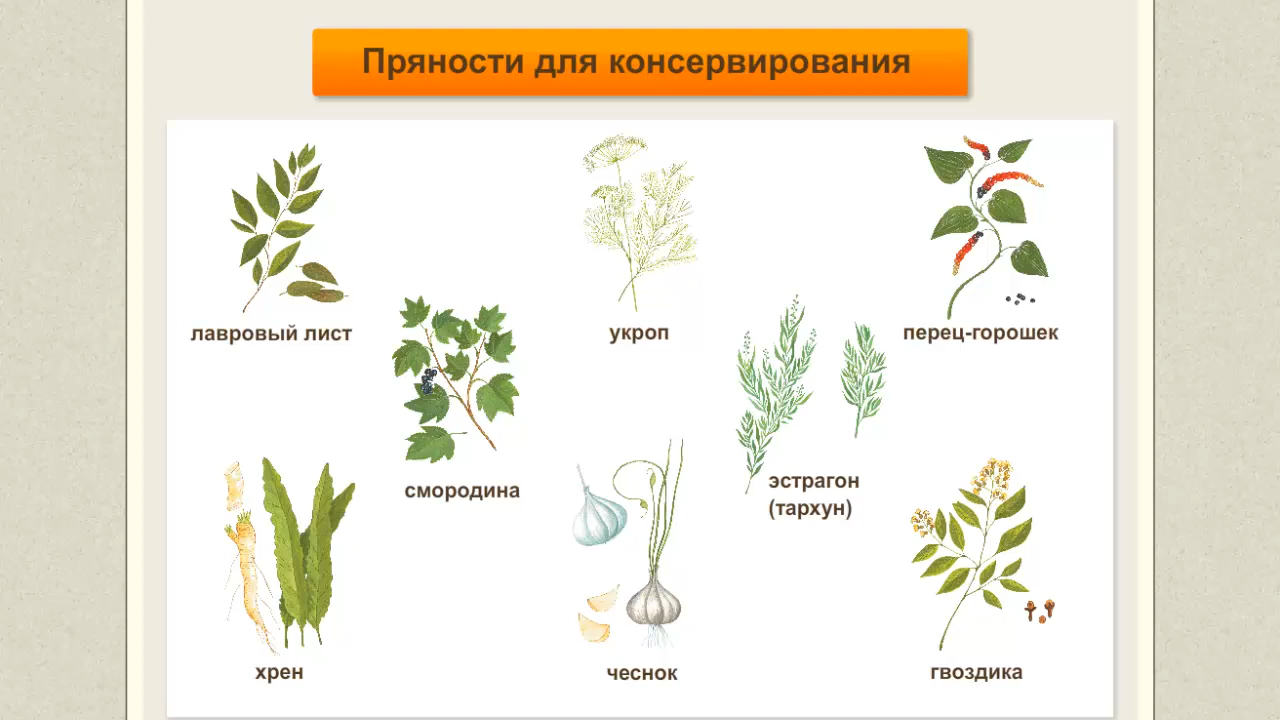 Пряности для консервирования
лавровый лист
укроп
перец-горошек
смородина
эстрагон
(тархун)
хрен
чеснок
гвоздика